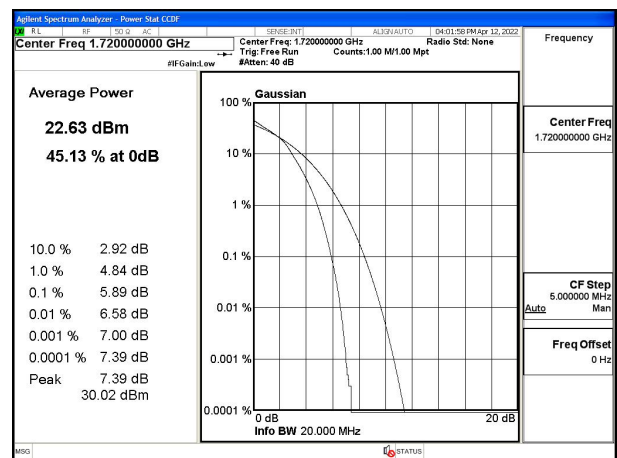 Agilent Spectrum Analyzer - Power Stat CCDF
RL RF 50 Ω AC SENSE:INT ALIGN AUTO 04:01:58 PM Apr 12, 2022
Center Freq 1.720000000 GHz
Center Freq: 1.720000000 GHz Radio Std: None
Trig: Free Run Counts:1.00 M/1.00 Mpt
#IFGain:Low #Atten: 40 dB
Frequency
Average Power
22.63 dBm
45.13 % at 0dB
10.0 % 2.92 dB
1.0 % 4.84 dB
0.1 % 5.89 dB
0.01 % 6.58 dB
0.001 % 7.00 dB
0.0001 % 7.39 dB
Peak 7.39 dB
30.02 dBm
Gaussian
100 %
10 %
1 %
0.1 %
0.01 %
0.001 %
0.0001 %
0 dB 20 dB
Info BW 20.000 MHz
Center Freq
1.720000000 GHz
CF Step
5.000000 MHz
Auto Man
Freq Offset
0 Hz
MSG STATUS